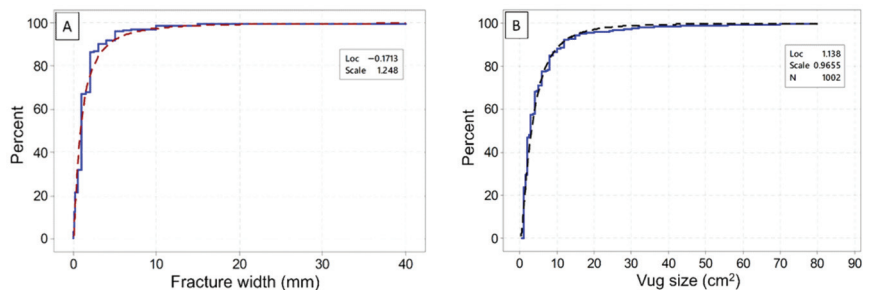 A
100
80
60
40
20
0
Percent
Loc −0.1713
Scale 1.248
0 10 20 30 40
Fracture width (mm)
B
100
80
60
40
20
0
Percent
Loc 1.138
Scale 0.9655
N 1002
0 10 20 30 40 50 60 70 80 90
Vug size (cm²)